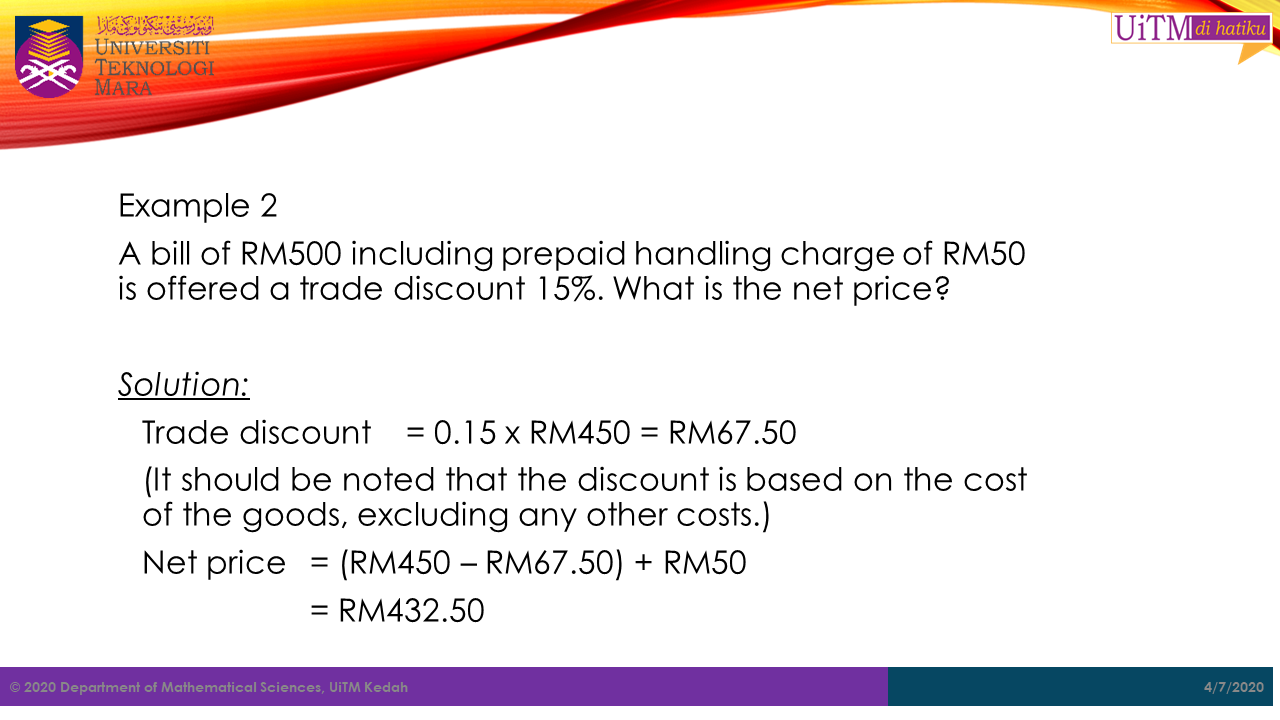 UNIVERSITI
TEKNOLOGI
MARA
UiTM di hatiku
Example 2
A bill of RM500 including prepaid handling charge of RM50
is offered a trade discount 15%. What is the net price?
Solution:
Trade discount = 0.15 x RM450 = RM67.50
(It should be noted that the discount is based on the cost
of the goods, excluding any other costs.)
Net price = (RM450 – RM67.50) + RM50
= RM432.50
© 2020 Department of Mathematical Sciences, UiTM Kedah
4/7/2020